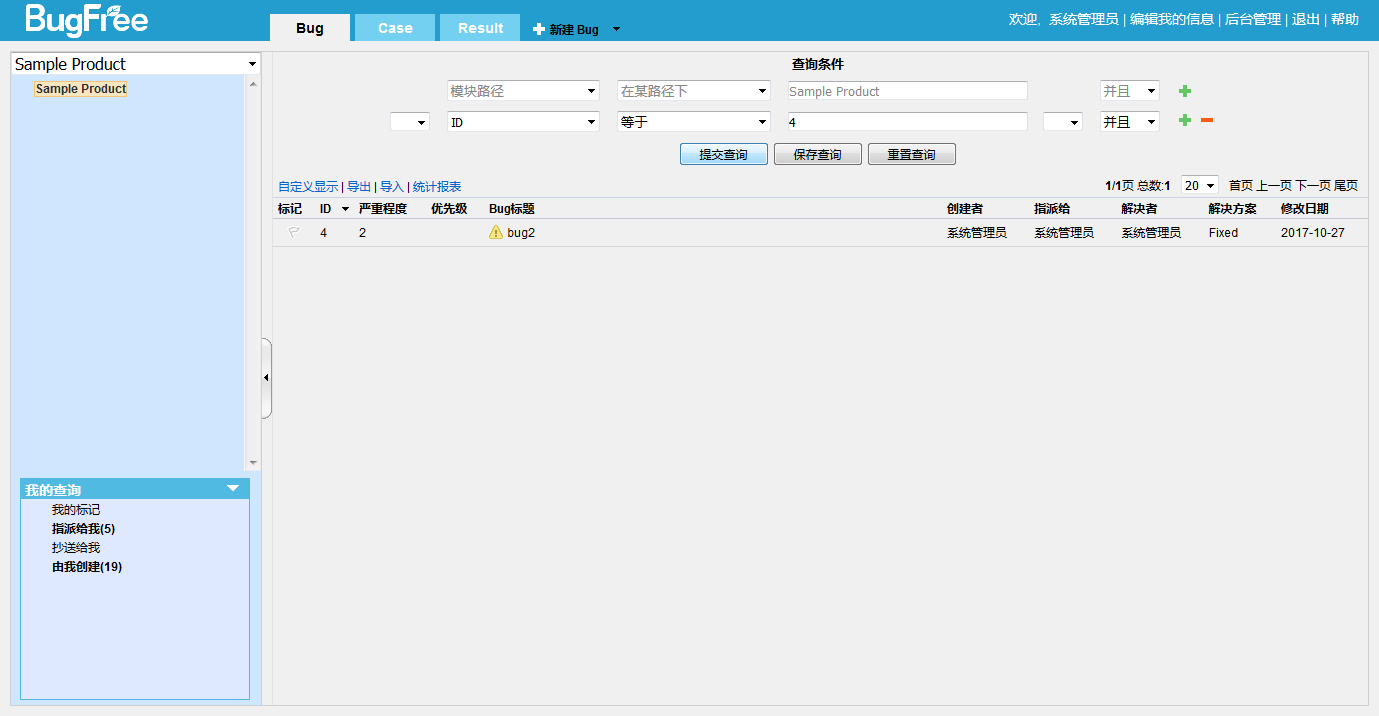 BugFree
Bug Case Result 新建 Bug
欢迎, 系统管理员 | 编辑我的信息 | 后台管理 | 退出 | 帮助
Sample Product
Sample Product
我的查询
我的标记
指派给我(5)
抄送给我
由我创建(19)
查询条件
模块路径 在某路径下 Sample Product 并且
ID 等于 4 并且
提交查询 保存查询 重置查询
自定义显示 | 导出 | 导入 | 统计报表
1/1页 总数:1 20 首页 上一页 下一页 尾页
标记 ID 严重程度 优先级 Bug标题 创建者 指派给 解决者 解决方案 修改日期
4 2 bug2 系统管理员 系统管理员 系统管理员 Fixed 2017-10-27